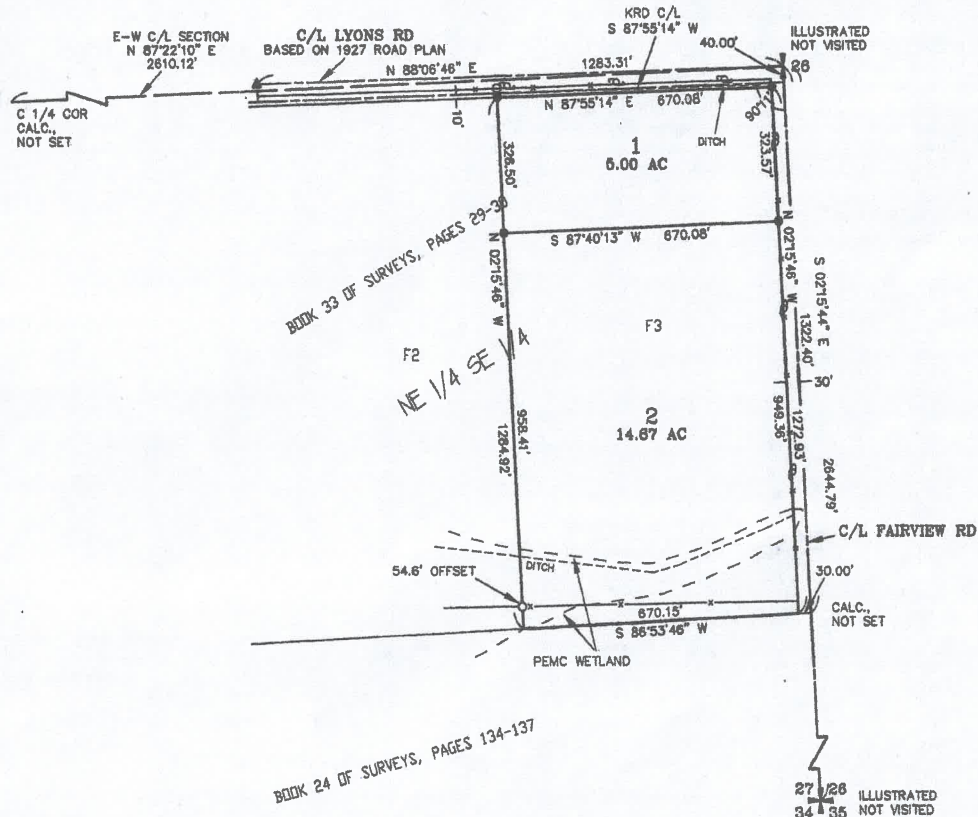 E-W C/L SECTION
N 87°22'10" E
2610.12'
C/L LYONS RD
BASED ON 1927 ROAD PLAN
KRD C/L
S 87°55'14" W
40.00'
ILLUSTRATED
NOT VISITED
26
N 88°06'46" E
1283.31'
C 1/4 COR
CALC.,
NOT SET
10'
N 87°55'14" E 670.08'
DITCH
1
5.00 AC
326.50'
323.57'
S 87°40'13" W 670.08'
BOOK 33 OF SURVEYS, PAGES 29-30
N 02°15'46" W
N 02°15'46" W
S 02°15'44" E
1322.40'
F2
F3
NE 1/4 SE 1/4
30'
2
14.67 AC
958.41'
1284.92'
949.36'
1272.93'
2644.79'
C/L FAIRVIEW RD
54.6' OFFSET
DITCH
30.00'
CALC.,
NOT SET
670.15'
S 86°53'46" W
PEMC WETLAND
BOOK 24 OF SURVEYS, PAGES 134-137
27 26
34 35
ILLUSTRATED
NOT VISITED